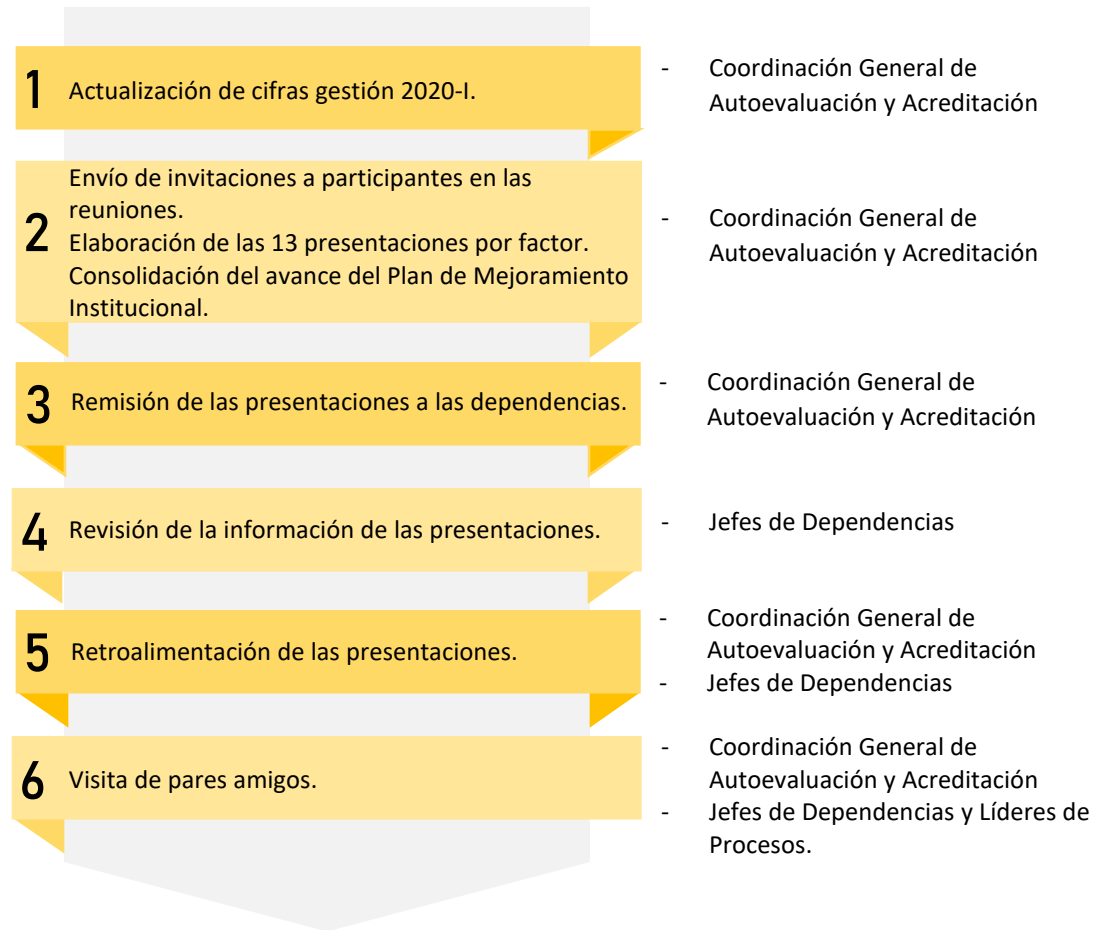 1 Actualización de cifras gestión 2020-I.
- Coordinación General de
Autoevaluación y Acreditación
2
Envío de invitaciones a participantes en las
reuniones.
Elaboración de las 13 presentaciones por factor.
Consolidación del avance del Plan de Mejoramiento
Institucional.
- Coordinación General de
Autoevaluación y Acreditación
3 Remisión de las presentaciones a las dependencias.
- Coordinación General de
Autoevaluación y Acreditación
4 Revisión de la información de las presentaciones.
- Jefes de Dependencias
5 Retroalimentación de las presentaciones.
- Coordinación General de
Autoevaluación y Acreditación
- Jefes de Dependencias
6 Visita de pares amigos.
- Coordinación General de
Autoevaluación y Acreditación
- Jefes de Dependencias y Líderes de
Procesos.